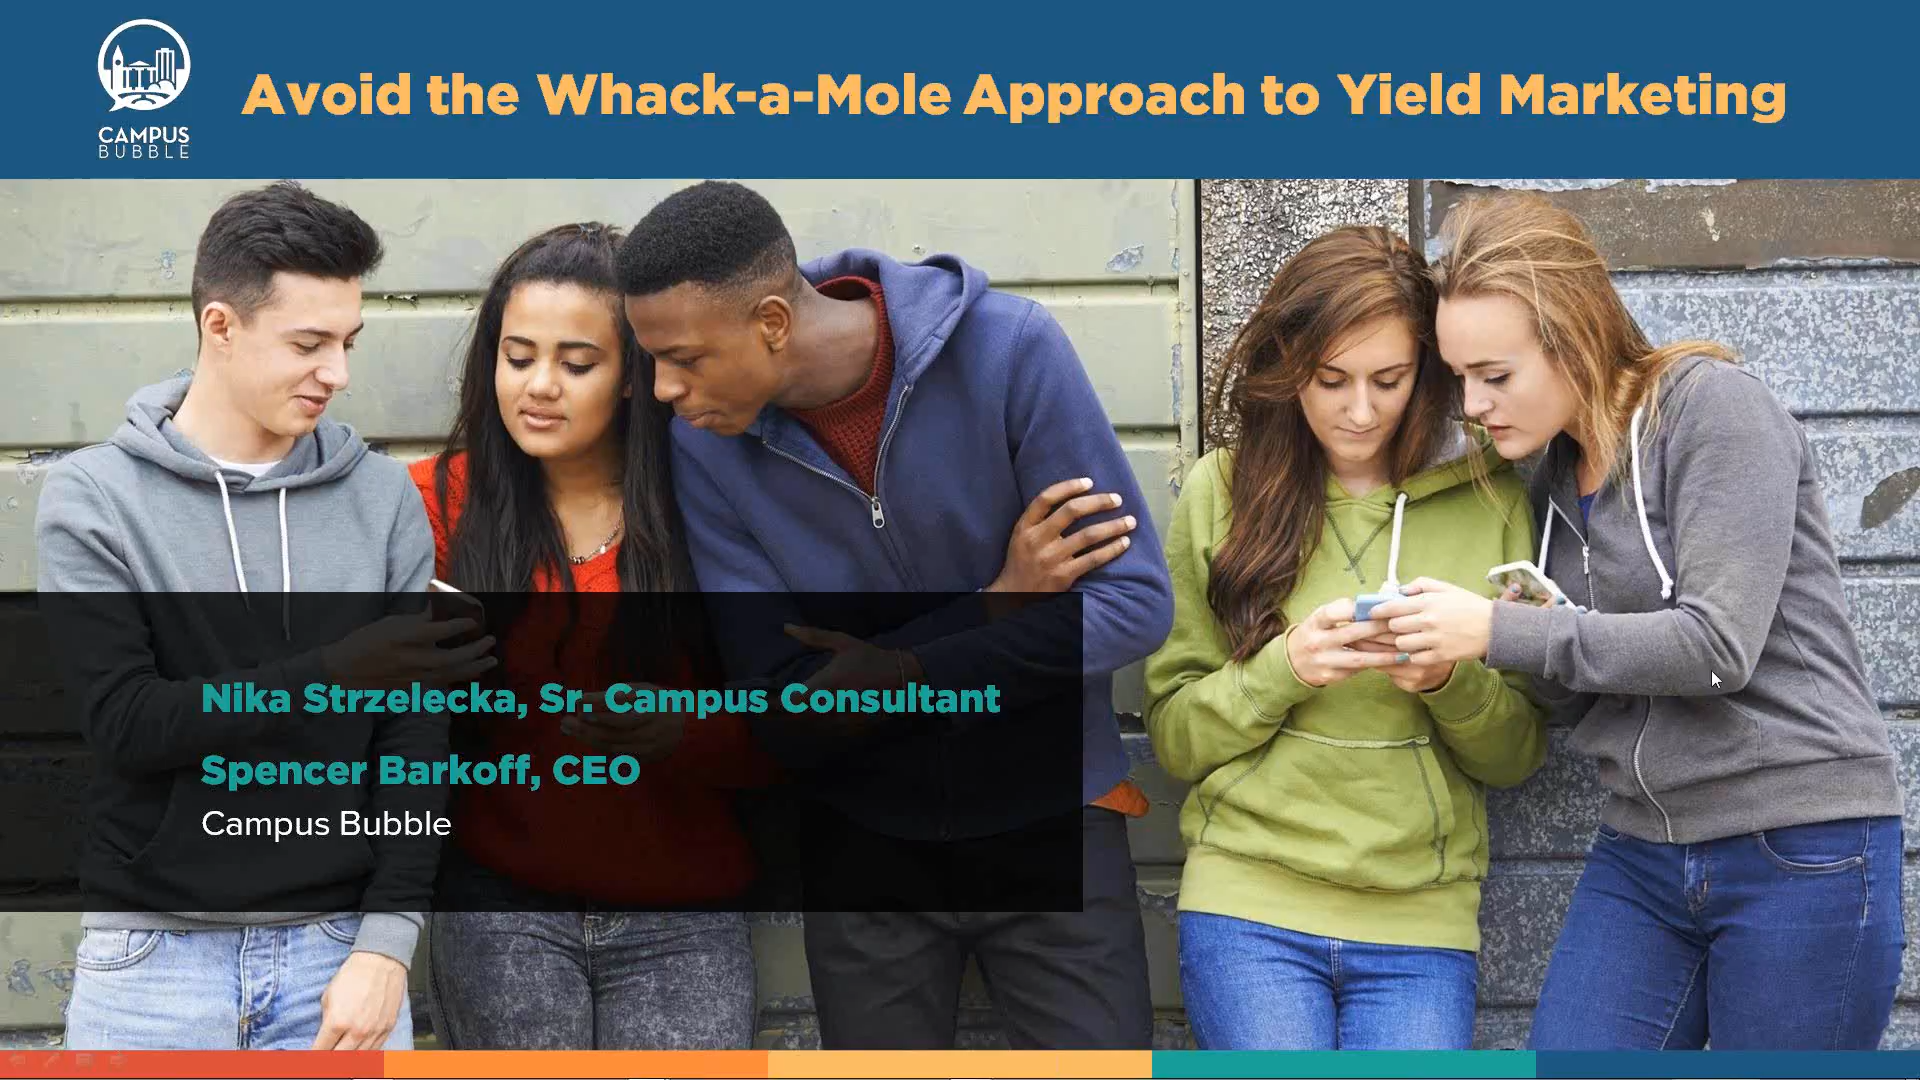 CAMPUS
BUBBLE
Avoid the Whack-a-Mole Approach to Yield Marketing
Nika Strzelecka, Sr. Campus Consultant
Spencer Barkoff, CEO
Campus Bubble